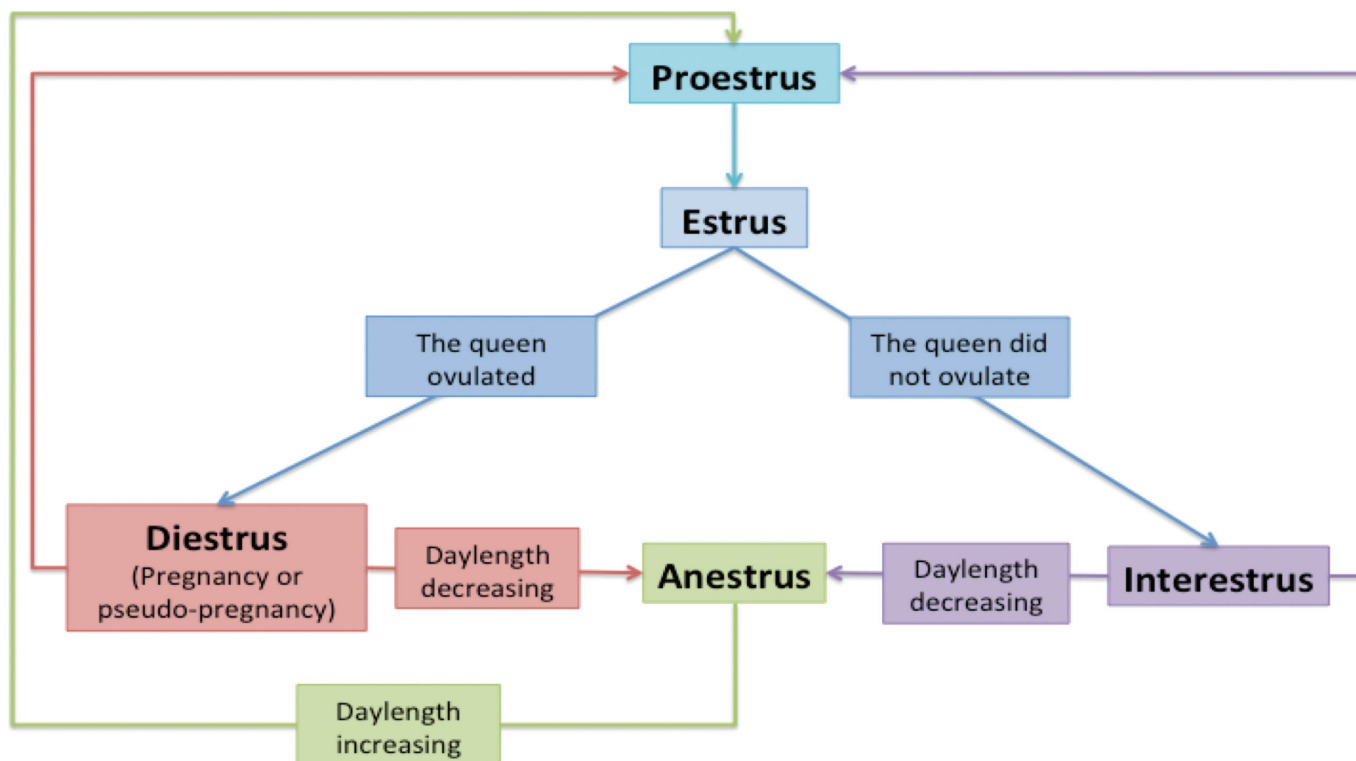 Proestrus
Estrus
The queen
ovulated
The queen did
not ovulate
Diestrus
(Pregnancy or
pseudo-pregnancy)
Daylength
decreasing
Anestrus
Daylength
decreasing
Interestrus
Daylength
increasing